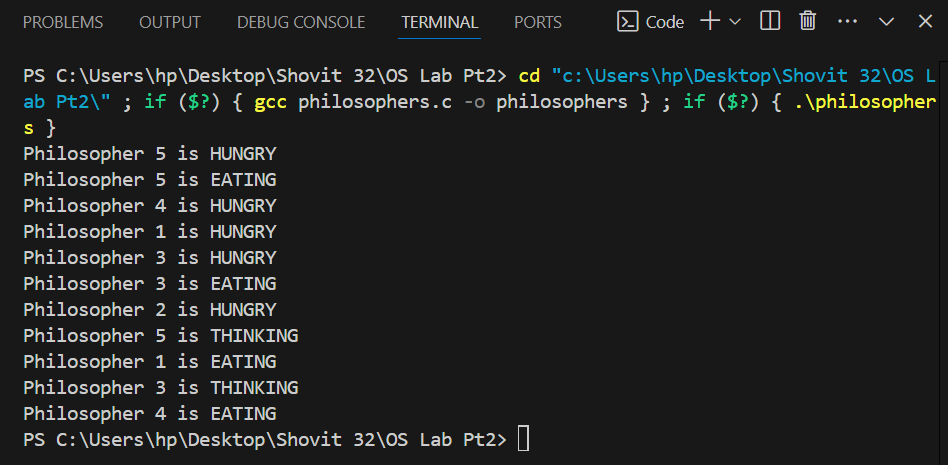 PROBLEMS OUTPUT DEBUG CONSOLE TERMINAL PORTS Code
PS C:\Users\hp\Desktop\Shovit 32\OS Lab Pt2> cd "c:\Users\hp\Desktop\Shovit 32\OS L
ab Pt2\" ; if ($?) { gcc philosophers.c -o philosophers } ; if ($?) { .\philosopher
s }
Philosopher 5 is HUNGRY
Philosopher 5 is EATING
Philosopher 4 is HUNGRY
Philosopher 1 is HUNGRY
Philosopher 3 is HUNGRY
Philosopher 3 is EATING
Philosopher 2 is HUNGRY
Philosopher 5 is THINKING
Philosopher 1 is EATING
Philosopher 3 is THINKING
Philosopher 4 is EATING
PS C:\Users\hp\Desktop\Shovit 32\OS Lab Pt2>